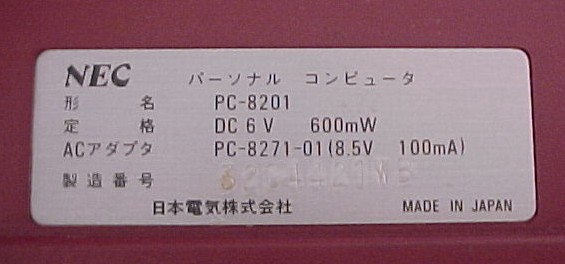 NEC パーソナル コンピュータ
形名 PC-8201
定格 DC 6 V 600mW
ACアダプタ PC-8271-01(8.5V 100mA)
製造番号
日本電気株式会社 MADE IN JAPAN